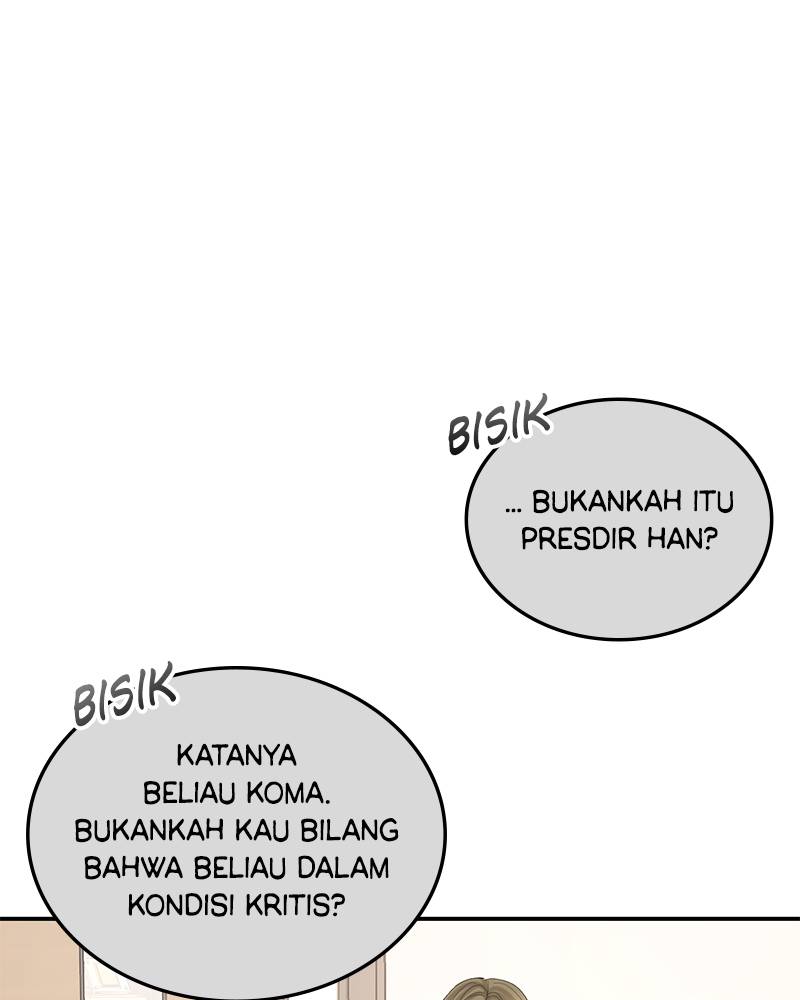 BISIK
... BUKANKAH ITU
PRESDIR HAN?
BISIK
KATANYA
BELIAU KOMA.
BUKANKAH KAU BILANG
BAHWA BELIAU DALAM
KONDISI KRITIS?